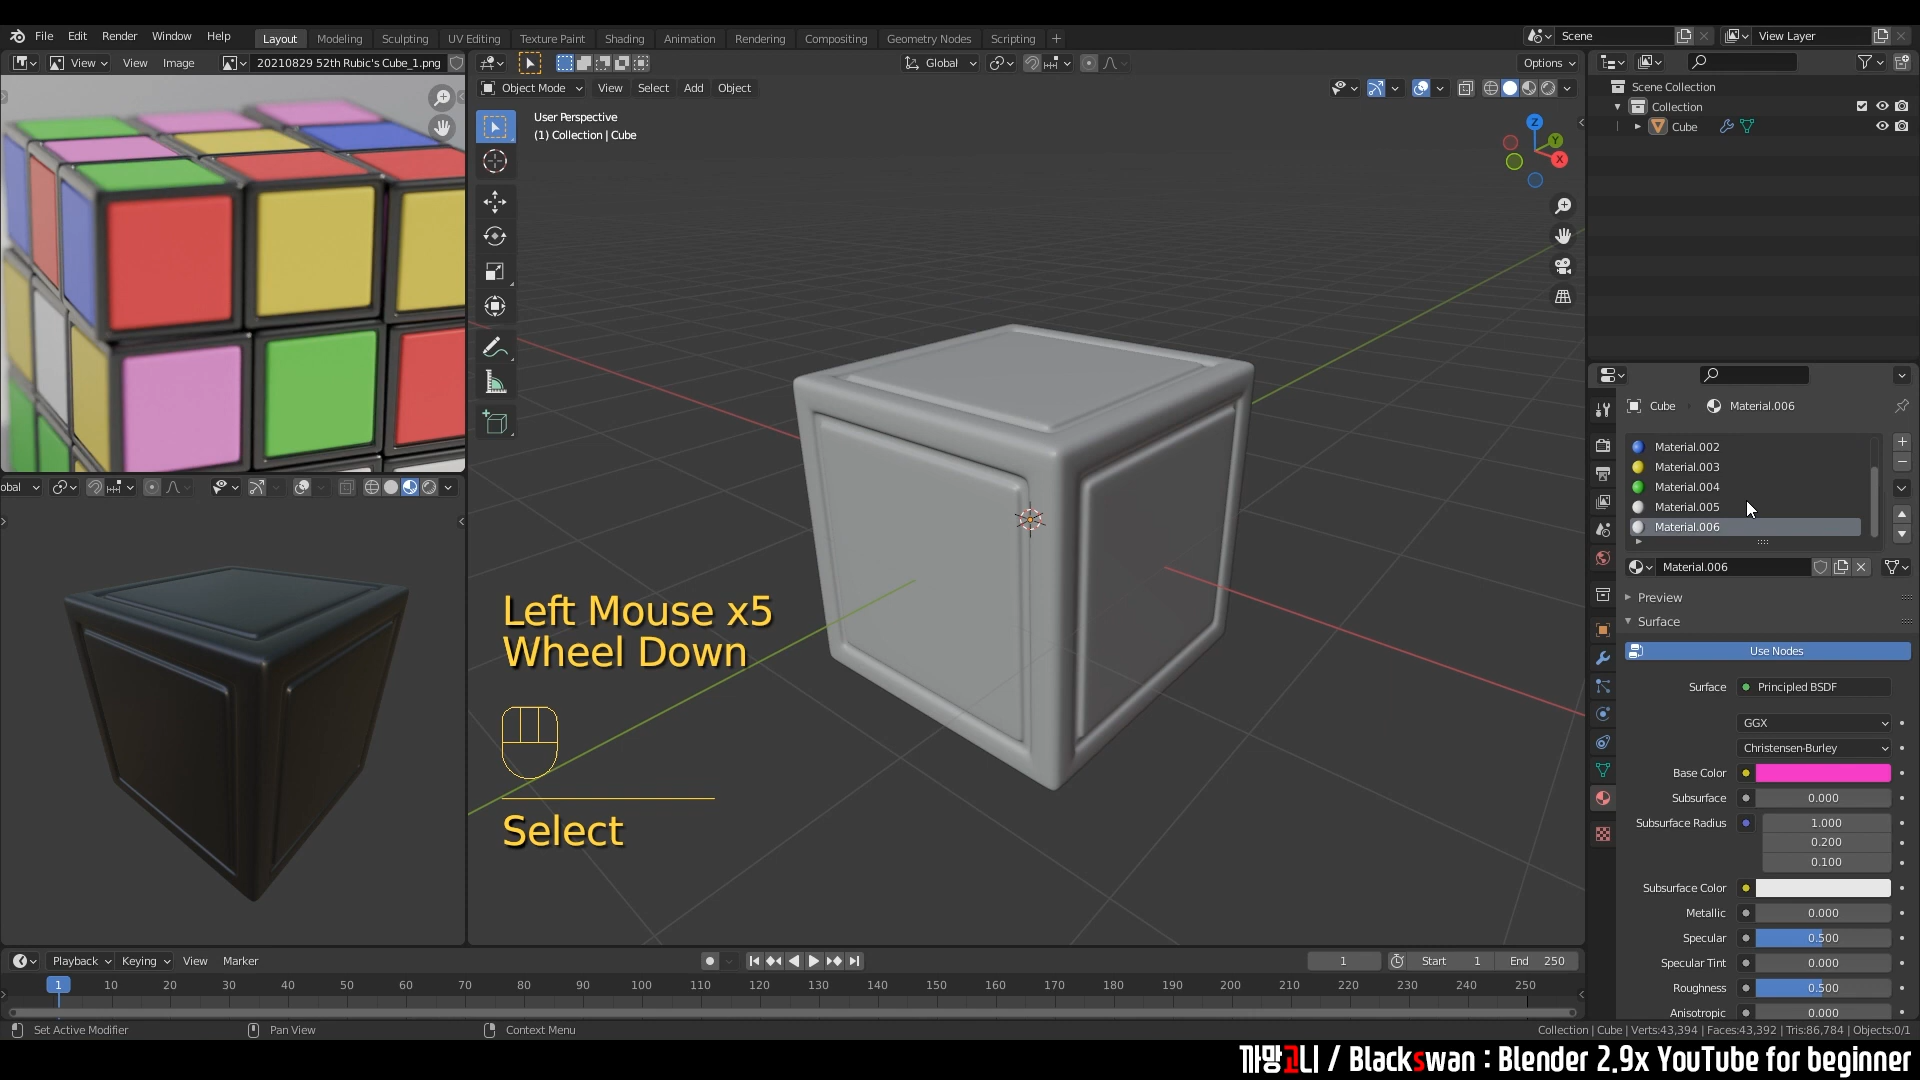 File Edit Render Window Help
Layout Modeling Sculpting UV Editing Texture Paint Shading Animation Rendering Compositing Geometry Nodes Scripting
Scene
View Layer
View
View
Image
20210829 52th Rubic's Cube_1.png
Global
Options
Object Mode View Select Add Object
User Perspective
(1) Collection | Cube
Z
Y
X
Scene Collection
Collection
Cube
Cube
Material.006
Material.002
Material.003
Material.004
Material.005
Material.006
Material.006
Preview
Surface
Use Nodes
Surface Principled BSDF
GGX
Christensen-Burley
Base Color
Subsurface 0.000
Subsurface Radius 1.000
0.200
0.100
Subsurface Color
Metallic 0.000
Specular 0.500
Specular Tint 0.000
Roughness 0.500
Anisotropic 0.000
obal
Left Mouse x5
Wheel Down
Select
Playback Keying View Marker
1
Start 1
End 250
1 10 20 30 40 50 60 70 80 90 100 110 120 130 140 150 160 170 180 190 200 210 220 230 240 250
Set Active Modifier
Pan View
Context Menu
Collection | Cube | Verts:43,394 | Faces:43,392 | Tris:86,784 | Objects:0/1
까망고니 / Blackswan : Blender 2.9x YouTube for beginner